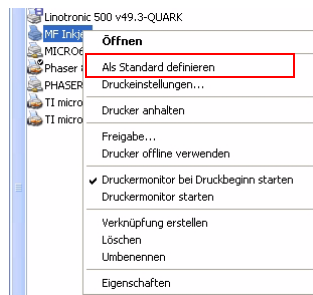 Linotronic 500 v49.3-QUARK
MF Inkje
MICRO
Phaser
PHASER
TI micro
TI micro
Öffnen
Als Standard definieren
Druckeinstellungen...
Drucker anhalten
Freigabe...
Drucker offline verwenden
Druckermonitor bei Druckbeginn starten
Druckermonitor starten
Verknüpfung erstellen
Löschen
Umbenennen
Eigenschaften